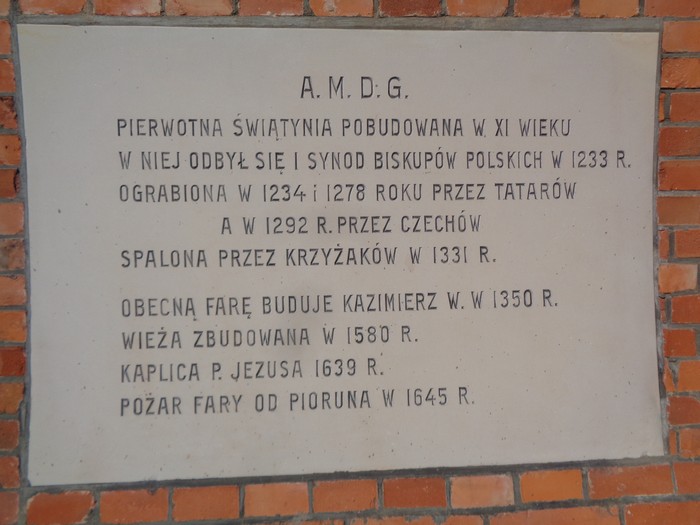 A. M. D. G.
PIERWOTNA ŚWIĄTYNIA POBUDOWANA W XI WIEKU
W NIEJ ODBYŁ SIĘ I SYNOD BISKUPÓW POLSKICH W 1233 R.
OGRABIONA W 1234 i 1278 ROKU PRZEZ TATARÓW
A W 1292 R. PRZEZ CZECHÓW
SPALONA PRZEZ KRZYŻAKÓW W 1331 R.
OBECNĄ FARĘ BUDUJE KAZIMIERZ W. W 1350 R.
WIEŻA ZBUDOWANA W 1580 R.
KAPLICA P. JEZUSA 1639 R.
POŻAR FARY OD PIORUNA W 1645 R.